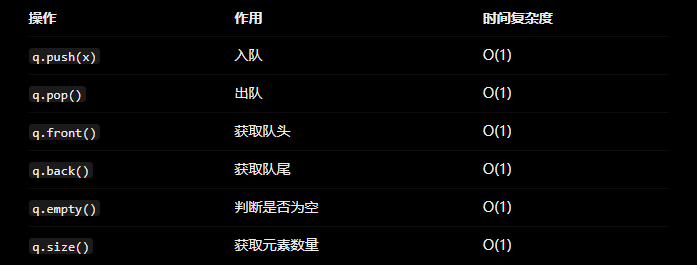 操作 作用 时间复杂度
q.push(x) 入队 O(1)
q.pop() 出队 O(1)
q.front() 获取队头 O(1)
q.back() 获取队尾 O(1)
q.empty() 判断是否为空 O(1)
q.size() 获取元素数量 O(1)